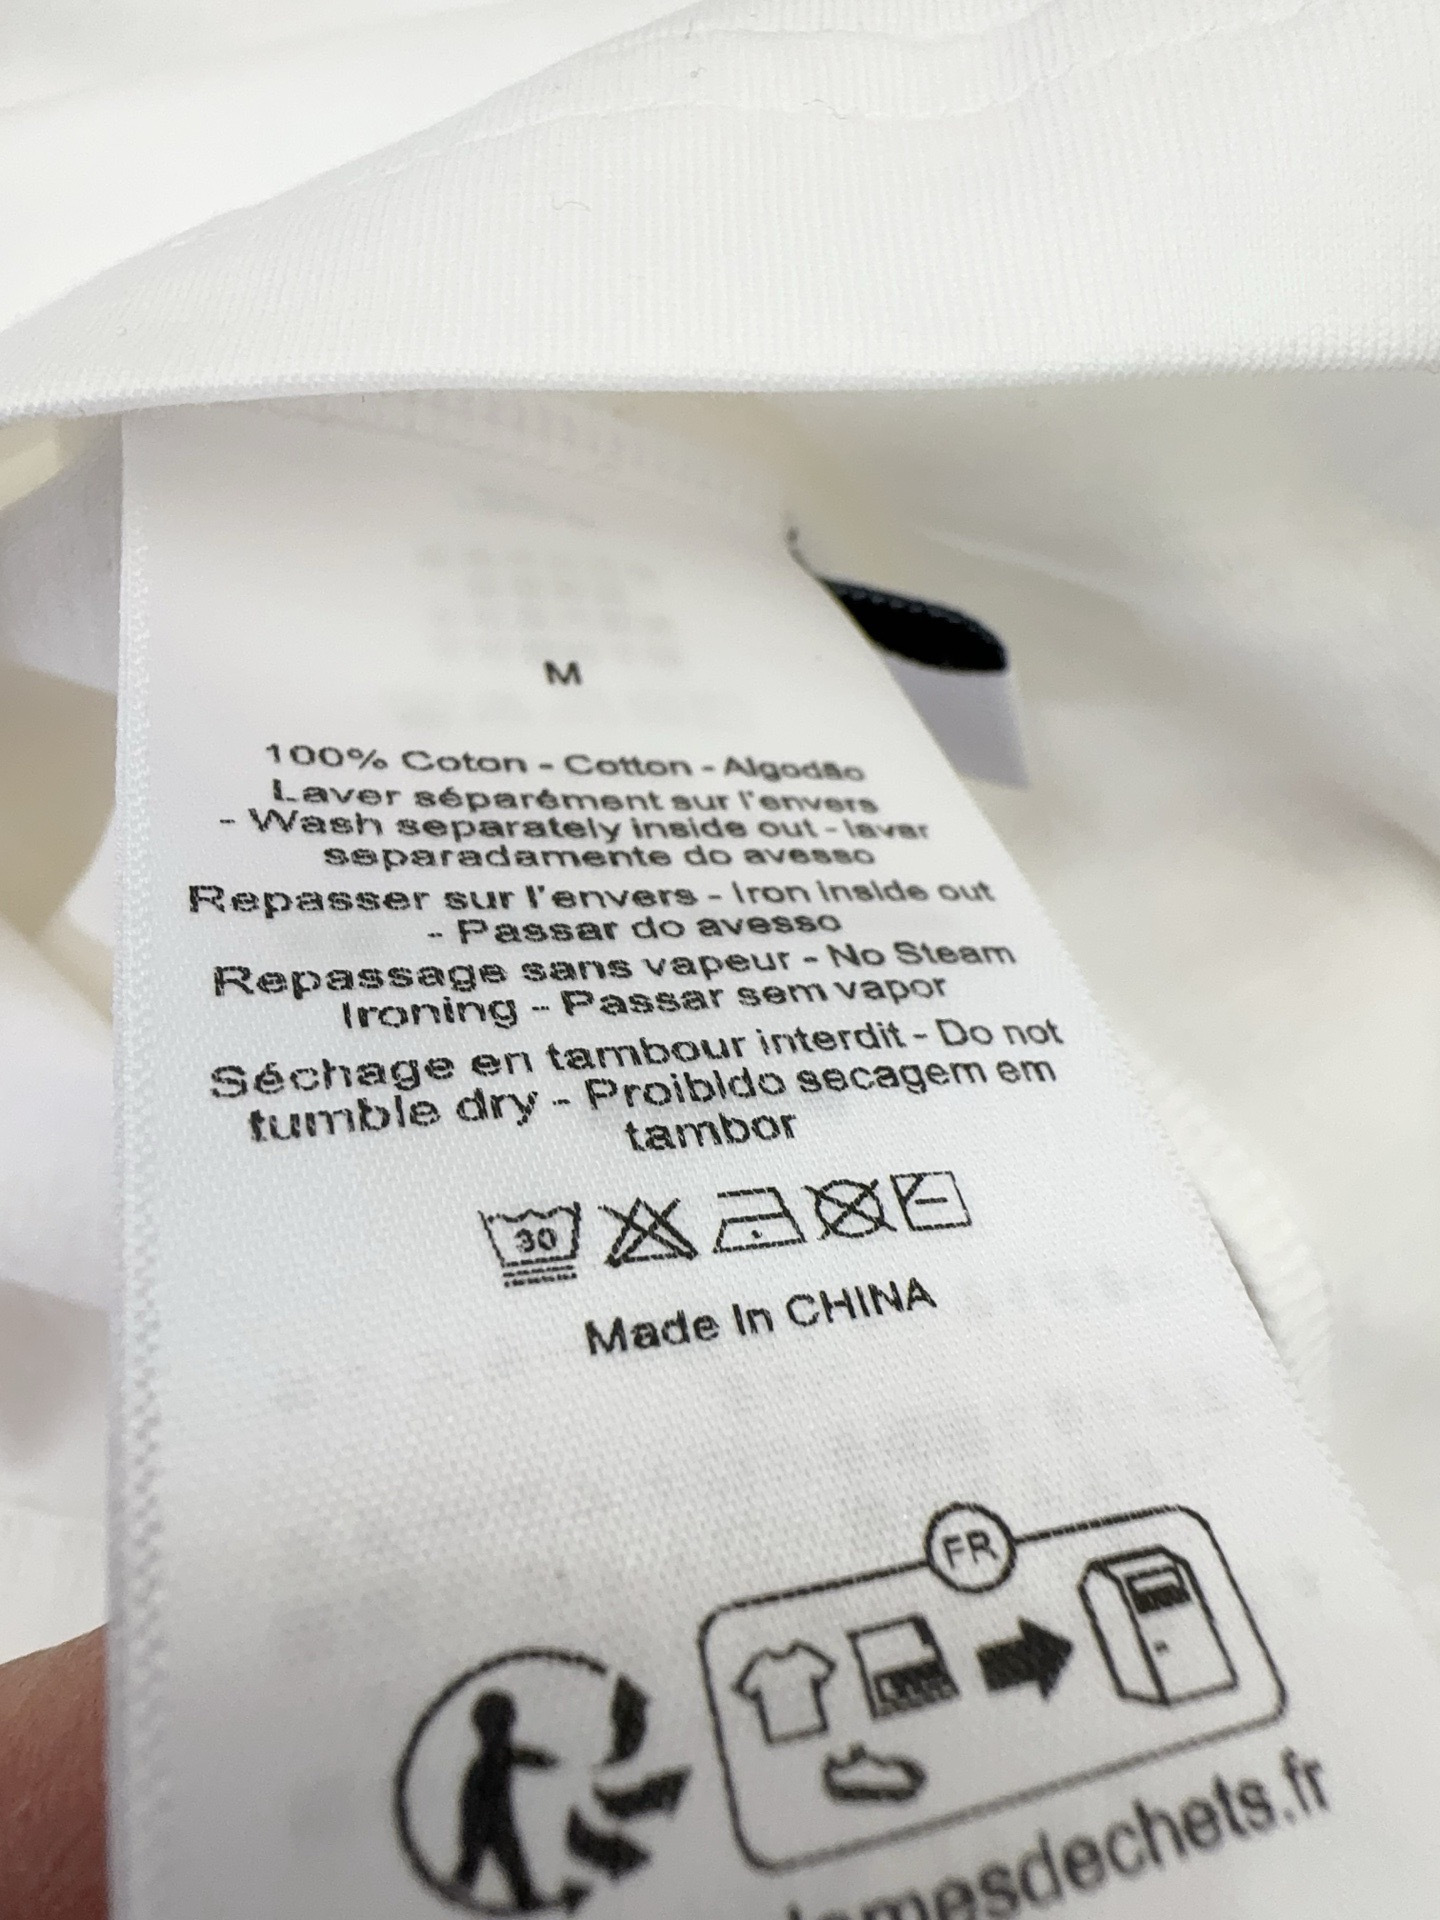 M
100% Coton - Cotton - Algodão
Laver séparément sur l'envers
- Wash separately inside out - lavar
separadamente do avesso
Repasser sur l'envers - Iron inside out
- Passar do avesso
Repassage sans vapeur - No Steam
Ironing - Passar sem vapor
Séchage en tambour interdit - Do not
tumble dry - Proibido secagem em
tambor
30
Made In CHINA
FR
demesdechets.fr